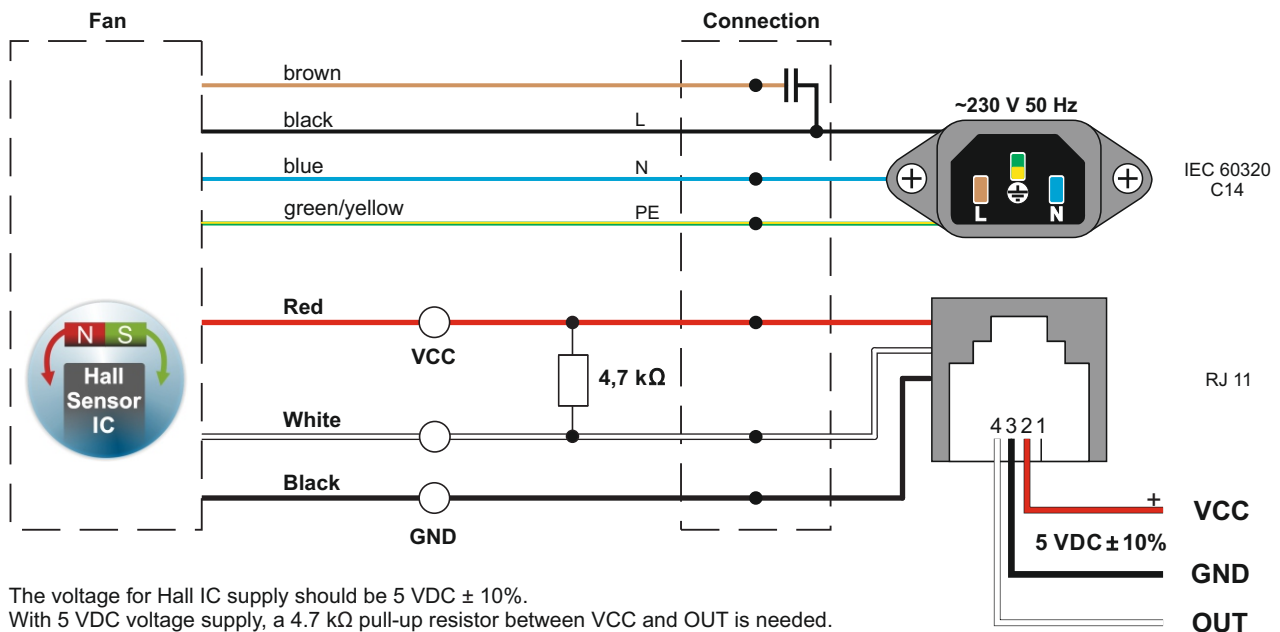 Fan
Connection
brown
~230 V 50 Hz
black
L
blue
N
IEC 60320
C14
green/yellow
PE
L
N
Red
N S
VCC
Hall
Sensor
IC
4,7 kΩ
RJ 11
White
4 3 2 1
Black
GND
+
VCC
5 VDC ± 10%
GND
OUT
The voltage for Hall IC supply should be 5 VDC ± 10%.
With 5 VDC voltage supply, a 4.7 kΩ pull-up resistor between VCC and OUT is needed.